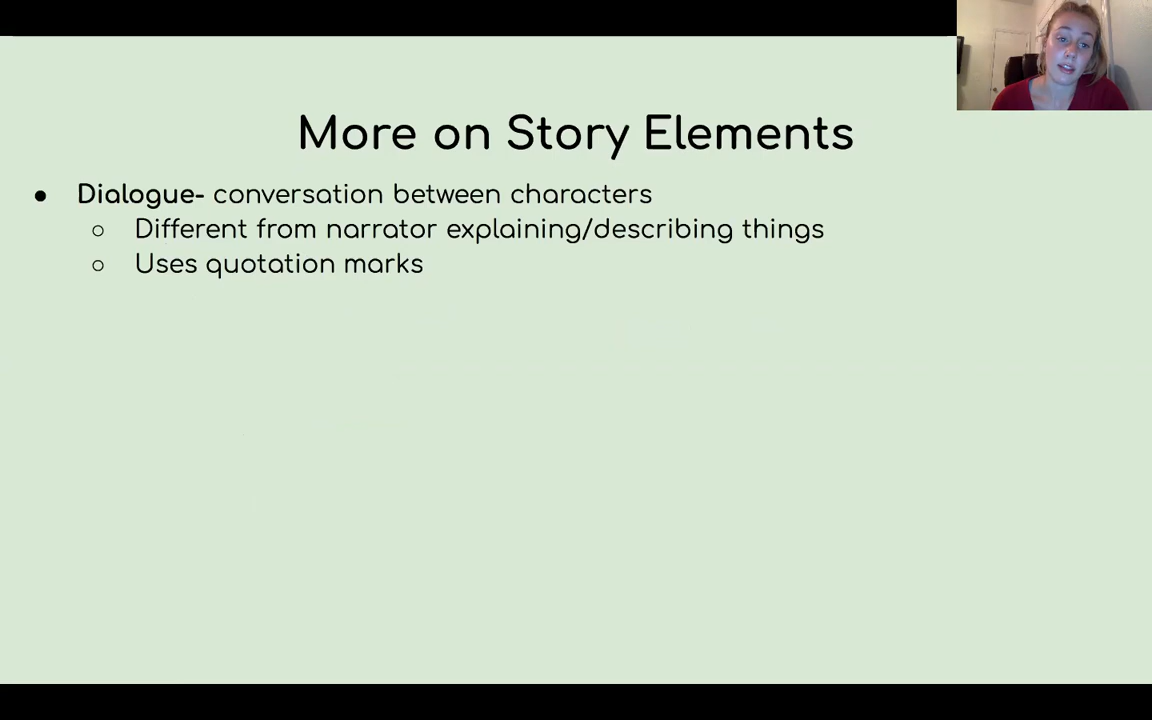 More on Story Elements
● Dialogue- conversation between characters
○ Different from narrator explaining/describing things
○ Uses quotation marks